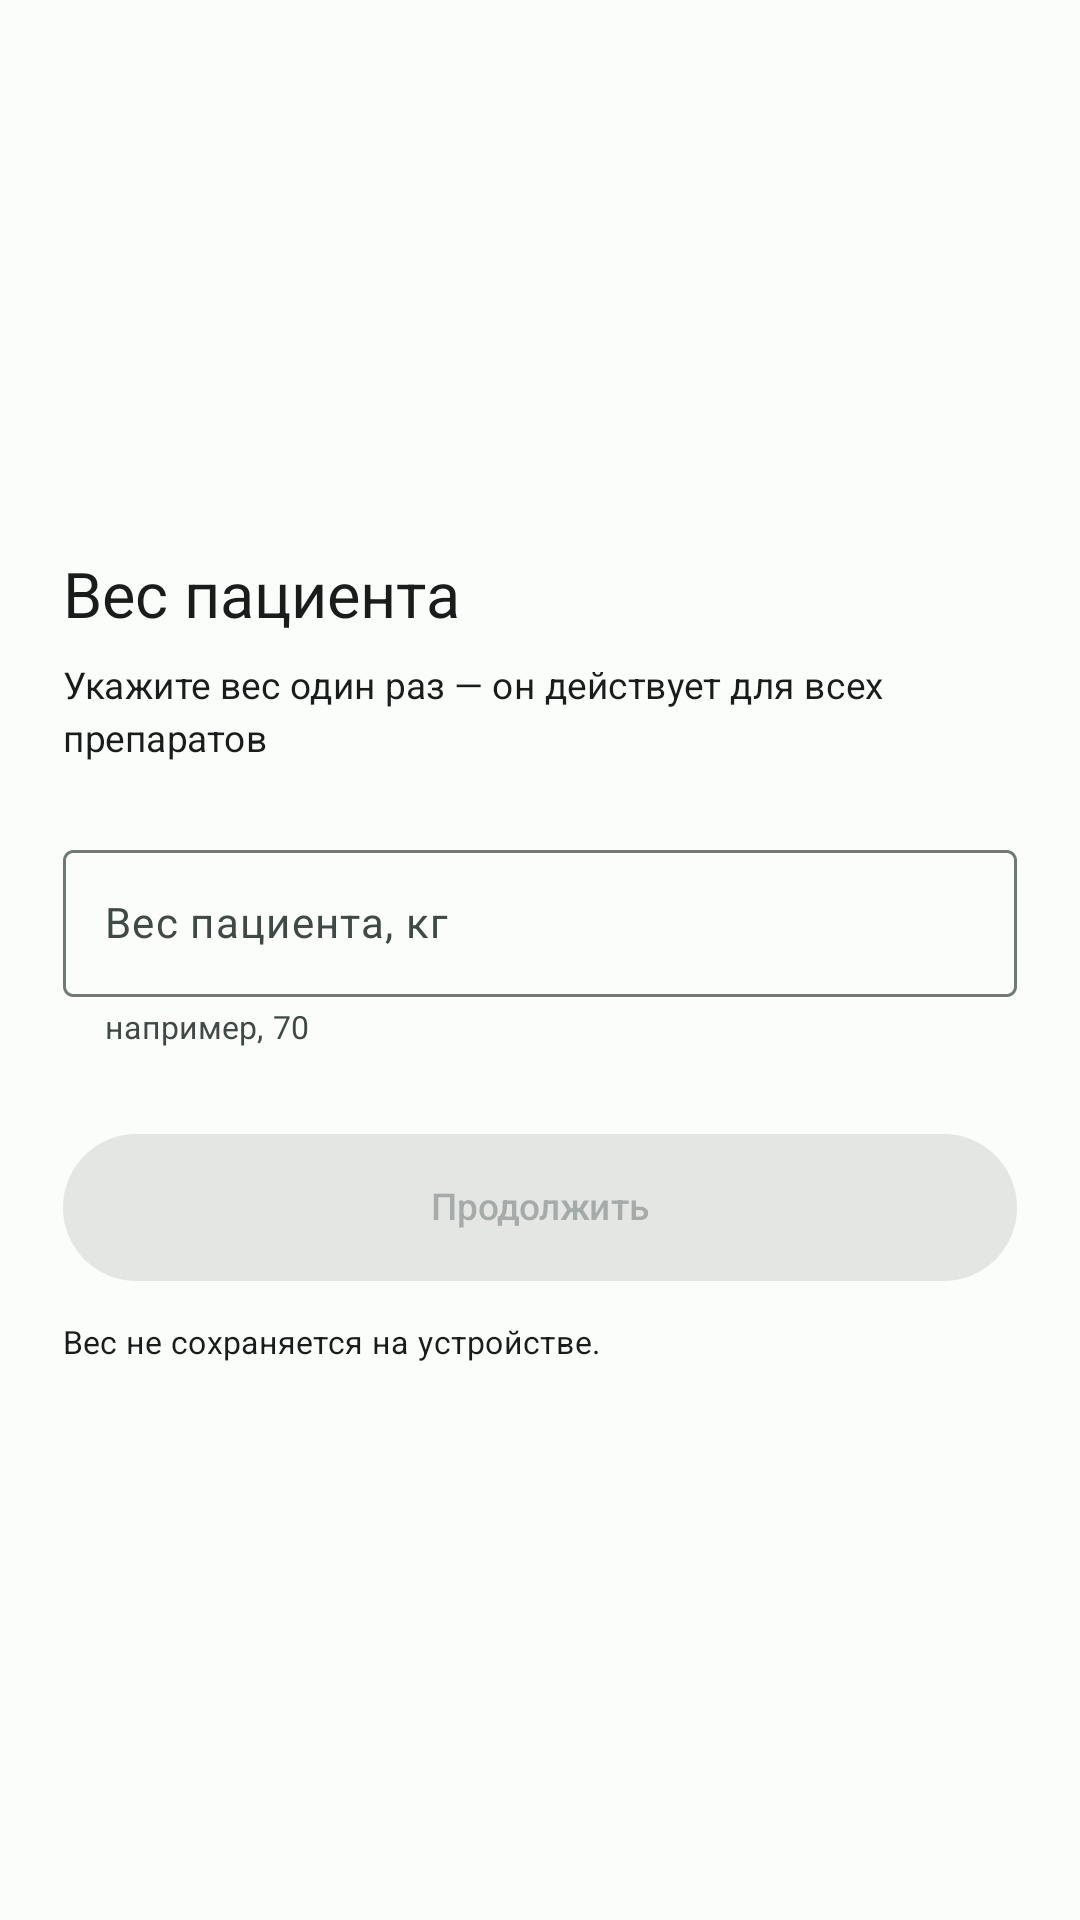 Вес пациента
Укажите вес один раз — он действует для всех
препаратов
Вес пациента, кг
например, 70
Продолжить
Вес не сохраняется на устройстве.